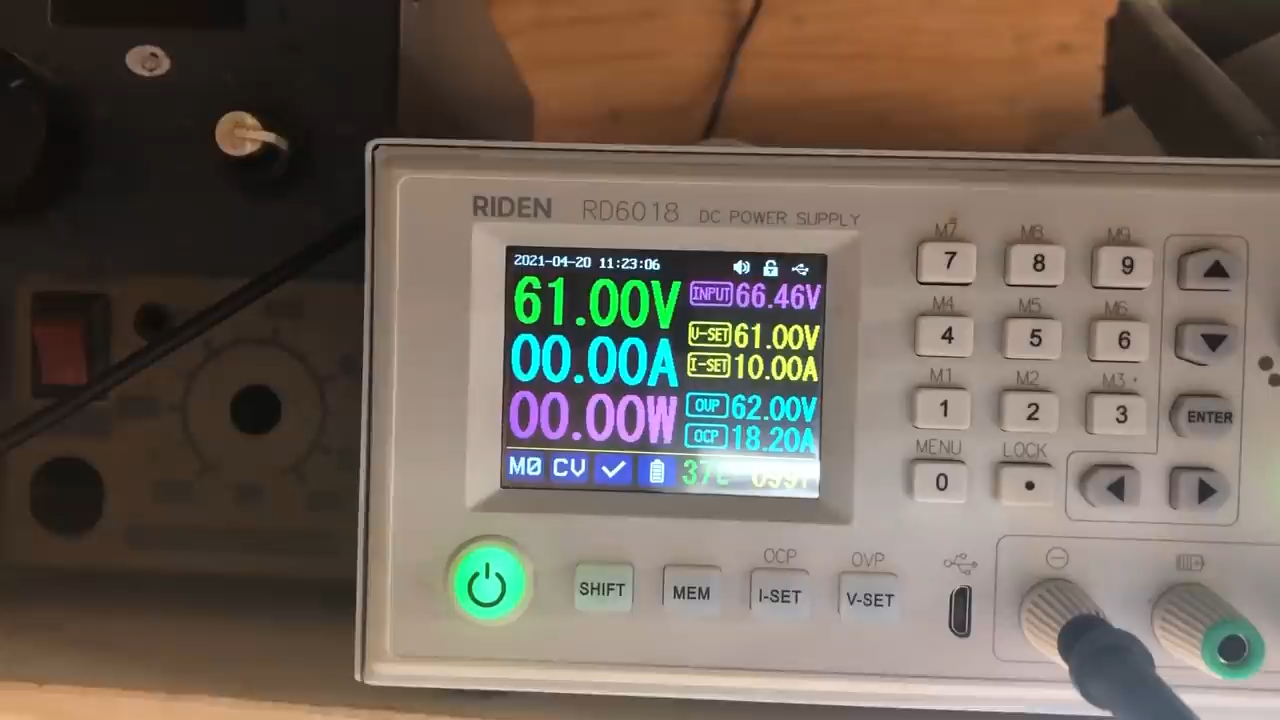 RIDEN RD6018 DC POWER SUPPLY
2021-04-20 11:23:06
61.00V INPUT 66.46V
V-SET 61.00V
00.00A I-SET 10.00A
00.00W OVP 62.00V
OCP 18.20A
M0 CV 37℃
M7 M8 M9
7 8 9
M4 M5 M6
4 5 6
M1 M2 M3
1 2 3 ENTER
MENU LOCK
0 .
OCP OVP
SHIFT MEM I-SET V-SET